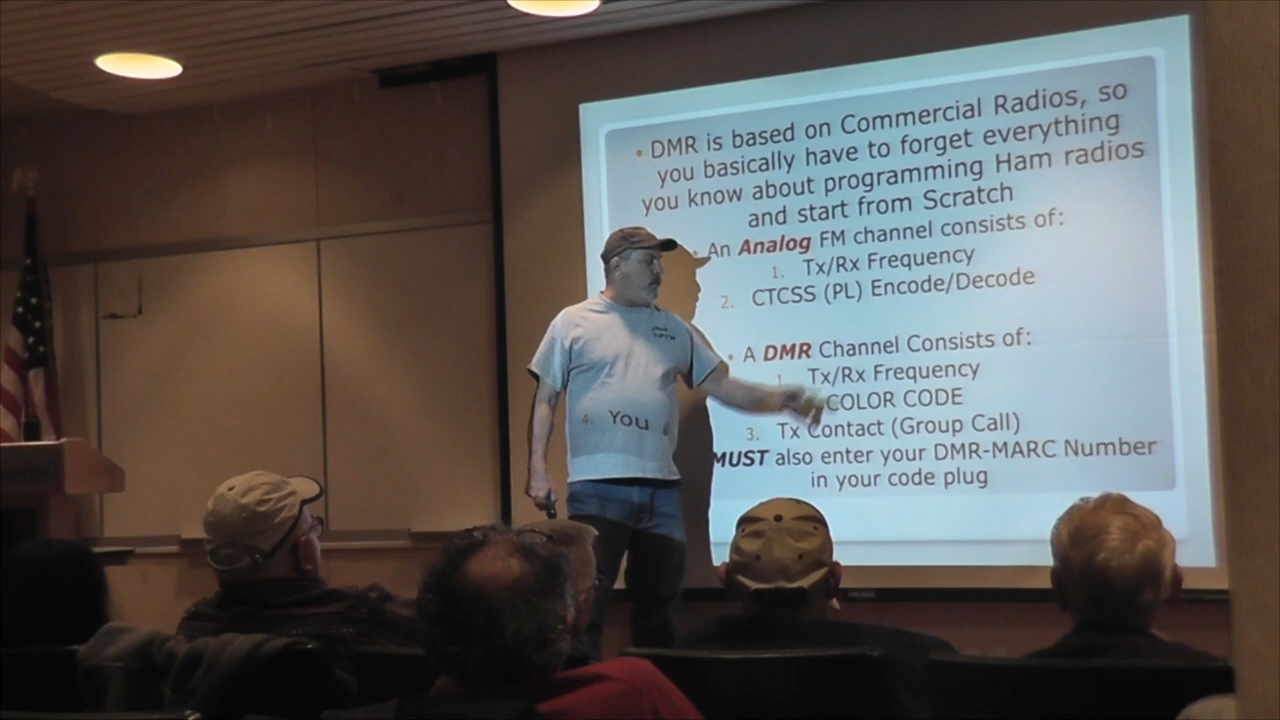 • DMR is based on Commercial Radios, so
you basically have to forget everything
you know about programming Ham radios
and start from Scratch
• An Analog FM channel consists of:
1. Tx/Rx Frequency
2. CTCSS (PL) Encode/Decode
• A DMR Channel Consists of:
1. Tx/Rx Frequency
COLOR CODE
3. Tx Contact (Group Call)
4. You MUST also enter your DMR-MARC Number
in your code plug